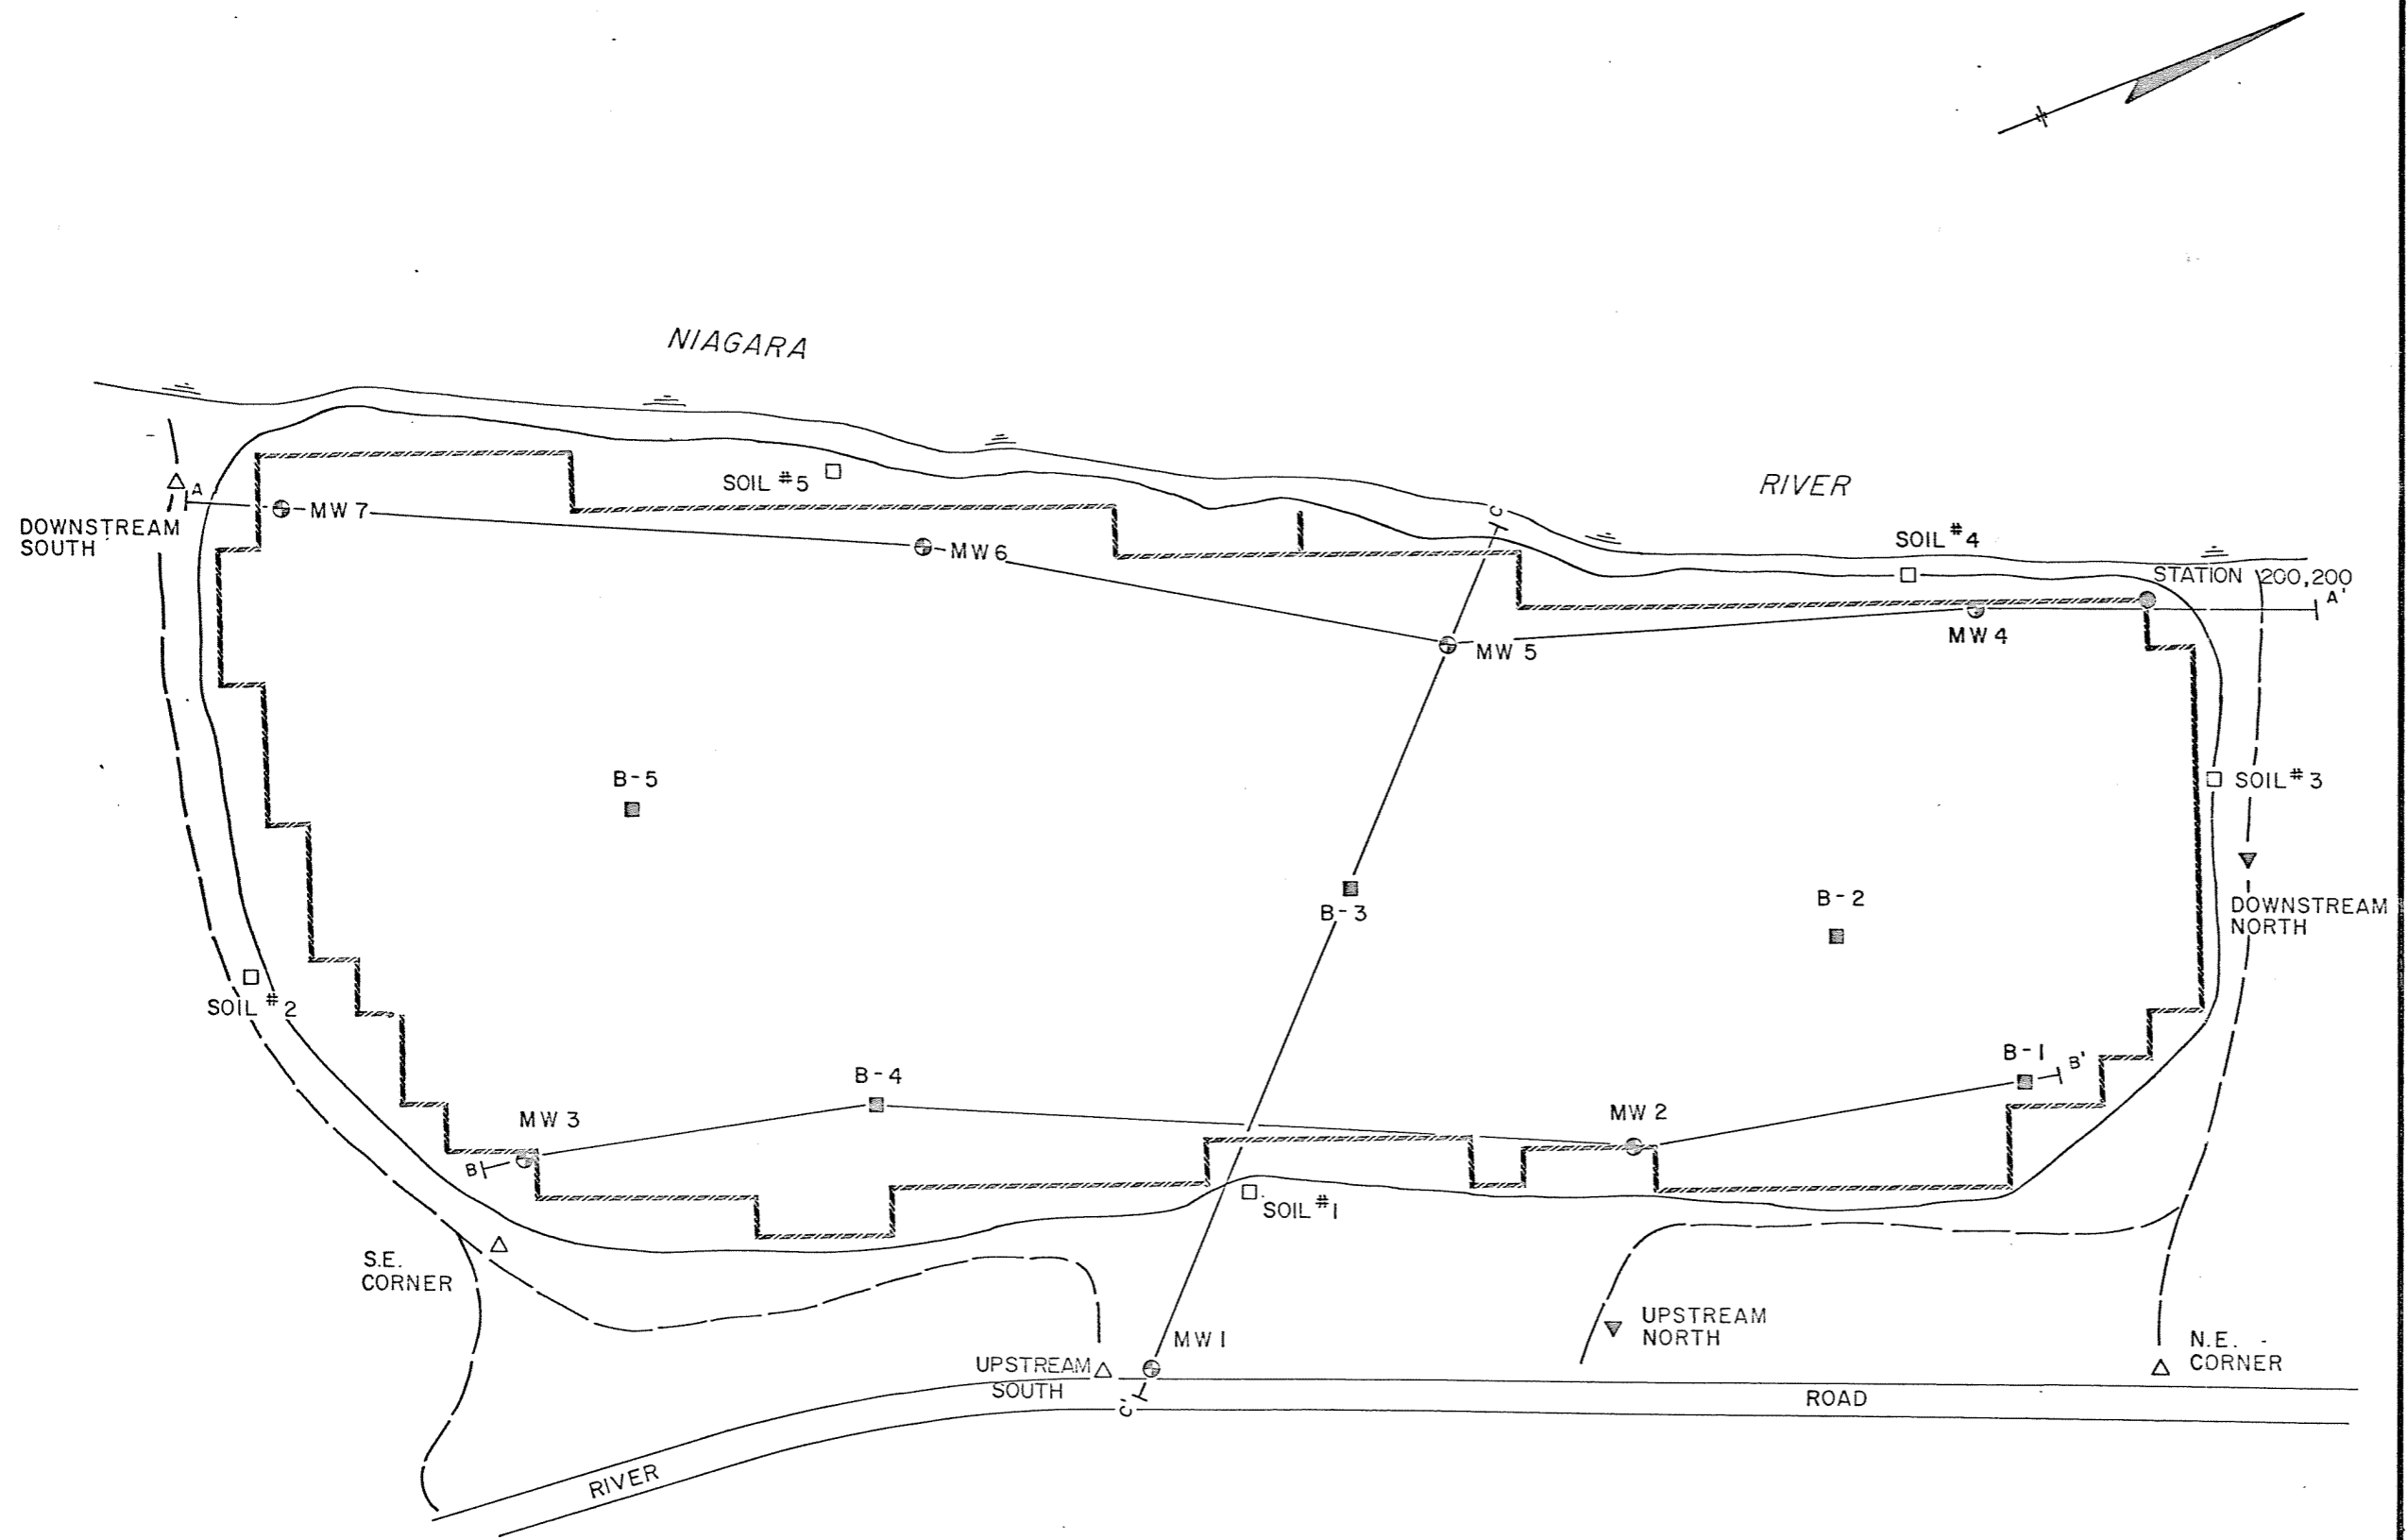 NIAGARA
RIVER
SOIL #5
SOIL #4
STATION 200,200
A
A'
C
MW 7
DOWNSTREAM
SOUTH
MW 6
MW 5
MW 4
B-5
SOIL #3
B-3
B-2
DOWNSTREAM
NORTH
SOIL #2
B-4
B-1
B'
MW 3
MW 2
B
SOIL #1
S.E.
CORNER
UPSTREAM
NORTH
MW 1
UPSTREAM
SOUTH
N.E.
CORNER
C'
ROAD
RIVER